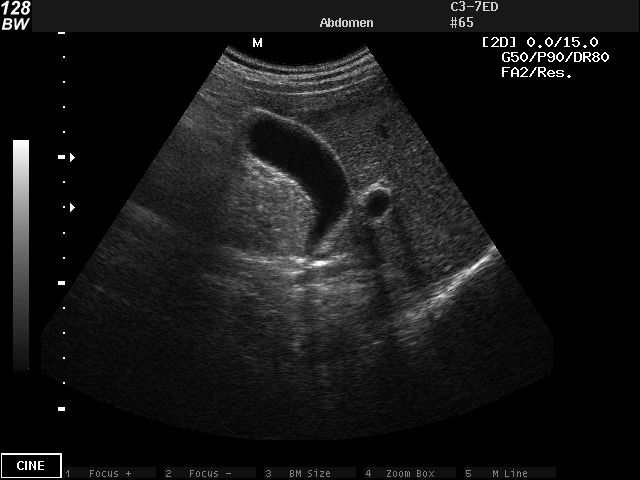 128
BW
Abdomen
C3-7ED
#65
M
[2D] 0.0/15.0
G50/P90/DR80
FA2/Res.
CINE
1 Focus +
2 Focus -
3 BM Size
4 Zoom Box
5 M Line